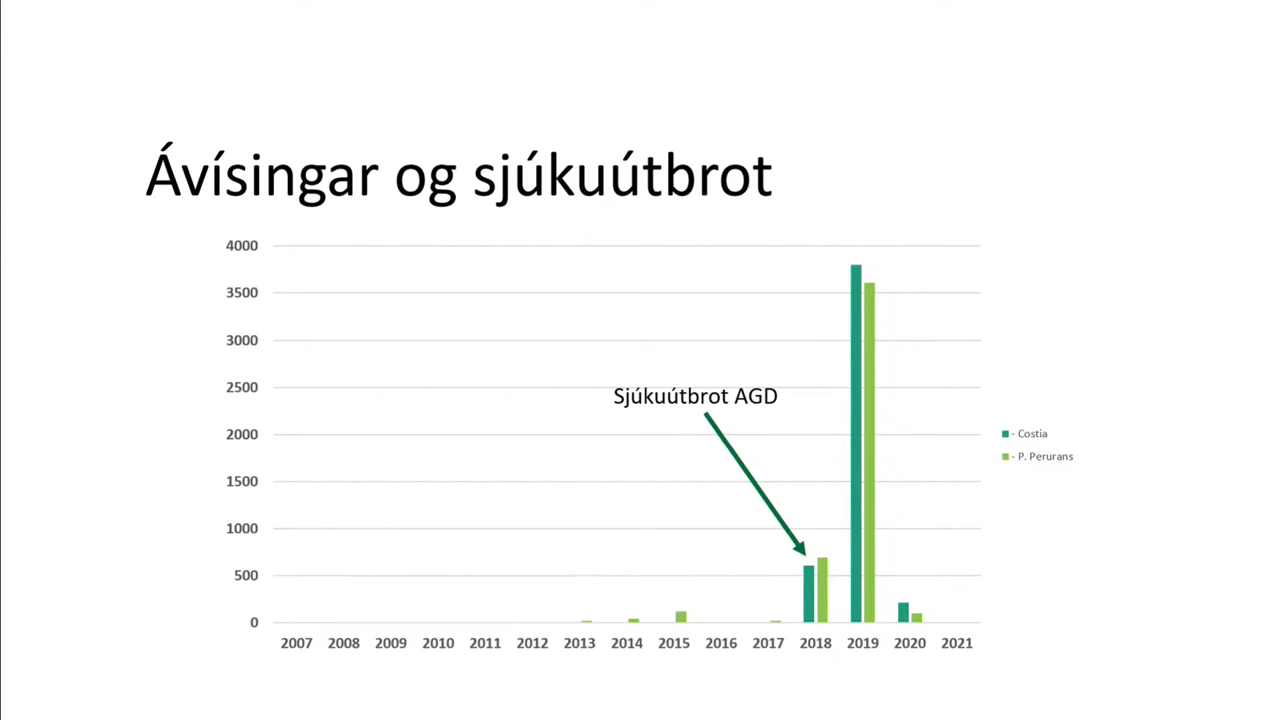 Ávísingar og sjúkuútbrot
4000
3500
3000
2500
Sjúkuútbrot AGD
2000
- Costia
- P. Perurans
1500
1000
500
0
2007 2008 2009 2010 2011 2012 2013 2014 2015 2016 2017 2018 2019 2020 2021